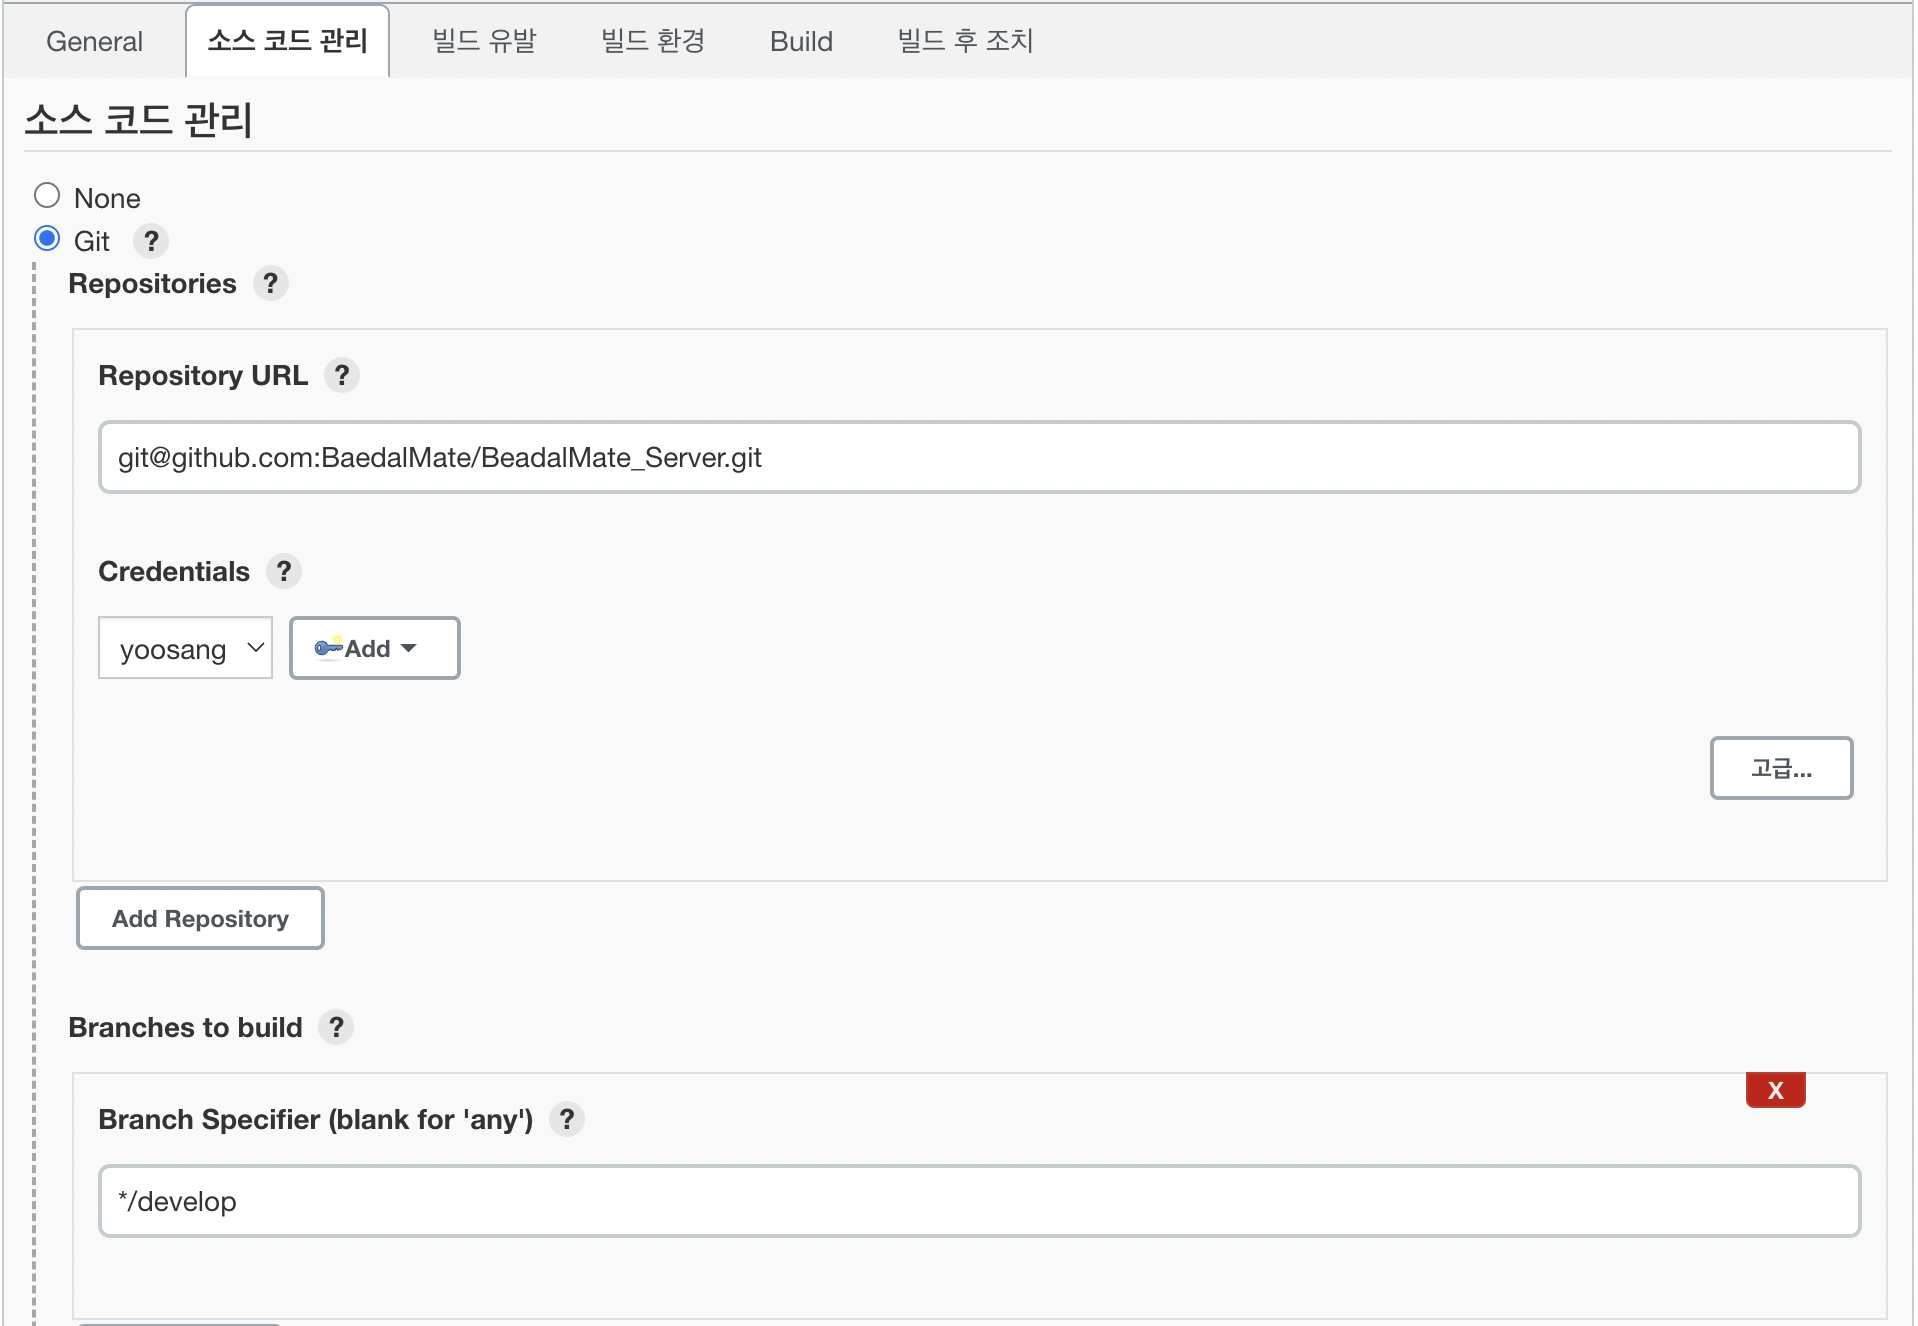 General 소스 코드 관리 빌드 유발 빌드 환경 Build 빌드 후 조치
소스 코드 관리
None
Git ?
Repositories ?
Repository URL ?
git@github.com:BaedalMate/BeadalMate_Server.git
Credentials ?
yoosang Add
고급...
Add Repository
Branches to build ?
X
Branch Specifier (blank for 'any') ?
*/develop